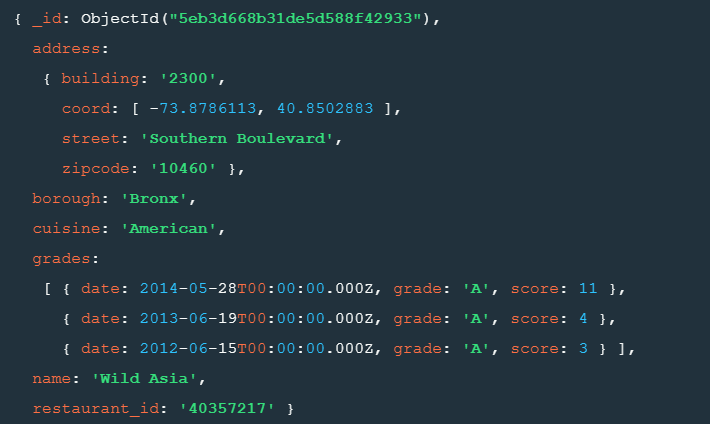 { _id: ObjectId("5eb3d668b31de5d588f42933"),
address:
{ building: '2300',
coord: [ -73.8786113, 40.8502883 ],
street: 'Southern Boulevard',
zipcode: '10460' },
borough: 'Bronx',
cuisine: 'American',
grades:
[ { date: 2014-05-28T00:00:00.000Z, grade: 'A', score: 11 },
{ date: 2013-06-19T00:00:00.000Z, grade: 'A', score: 4 },
{ date: 2012-06-15T00:00:00.000Z, grade: 'A', score: 3 } ],
name: 'Wild Asia',
restaurant_id: '40357217' }